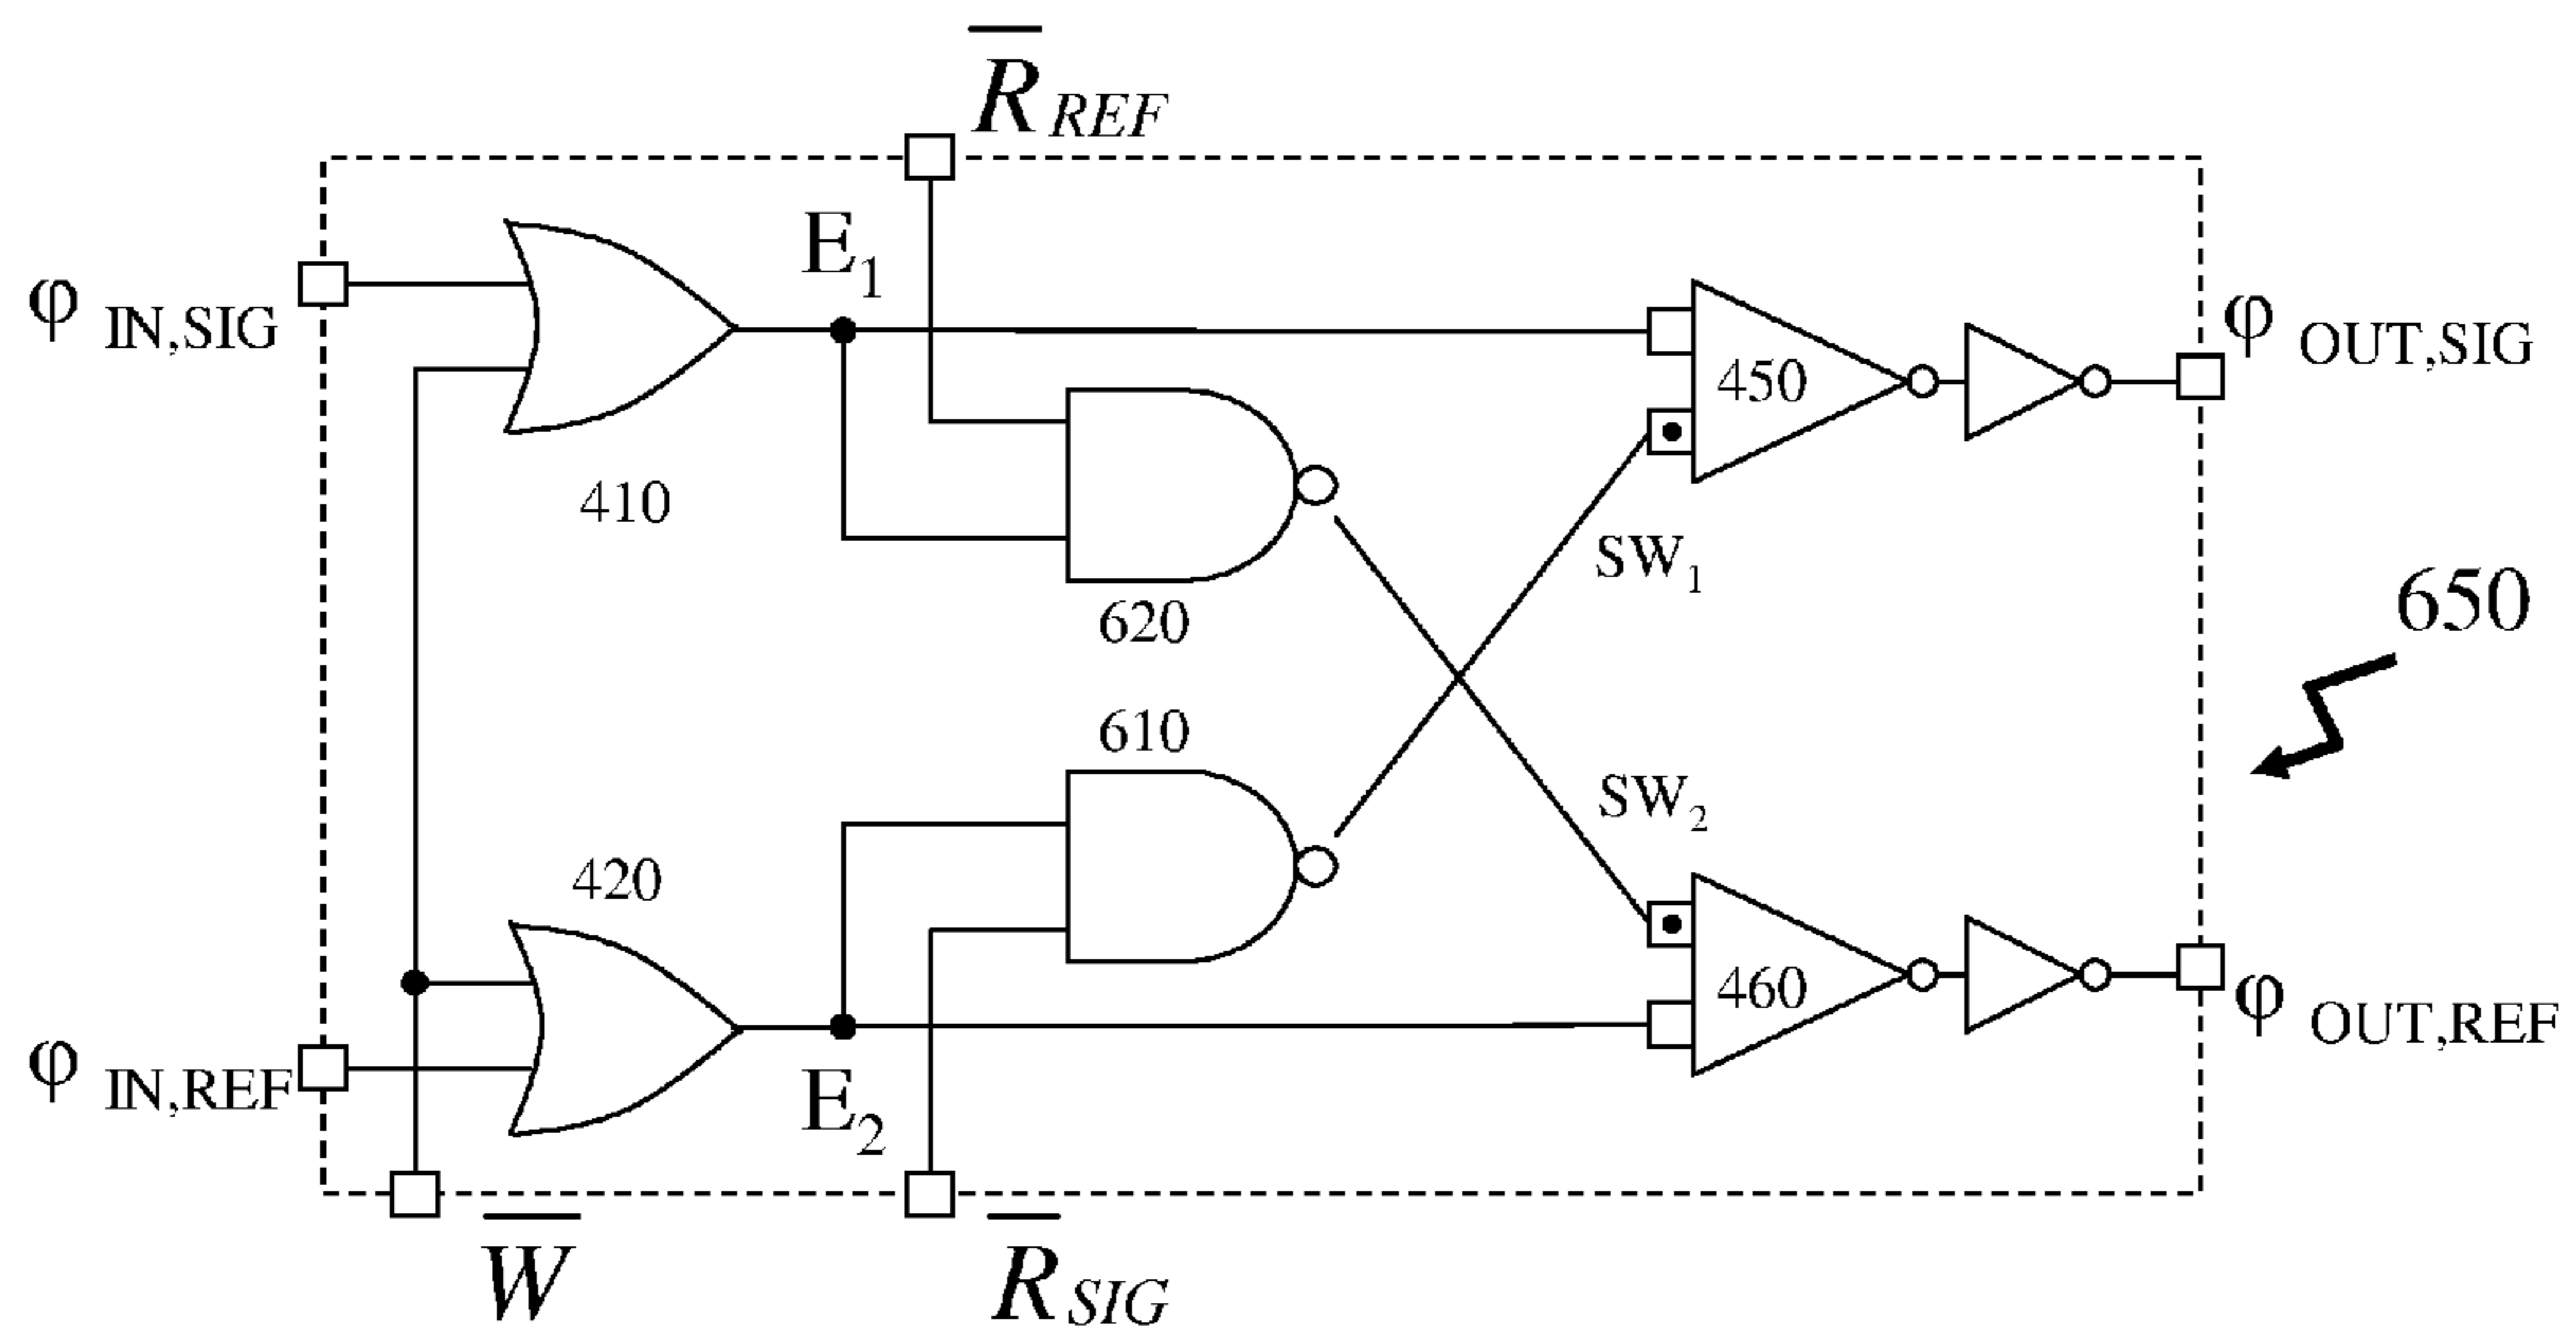 R̅ REF
E1
φ IN,SIG
φ OUT,SIG
450
410
SW1
620
650
610
SW2
420
460
φ IN,REF
E2
φ OUT,REF
W̅
R̅ SIG